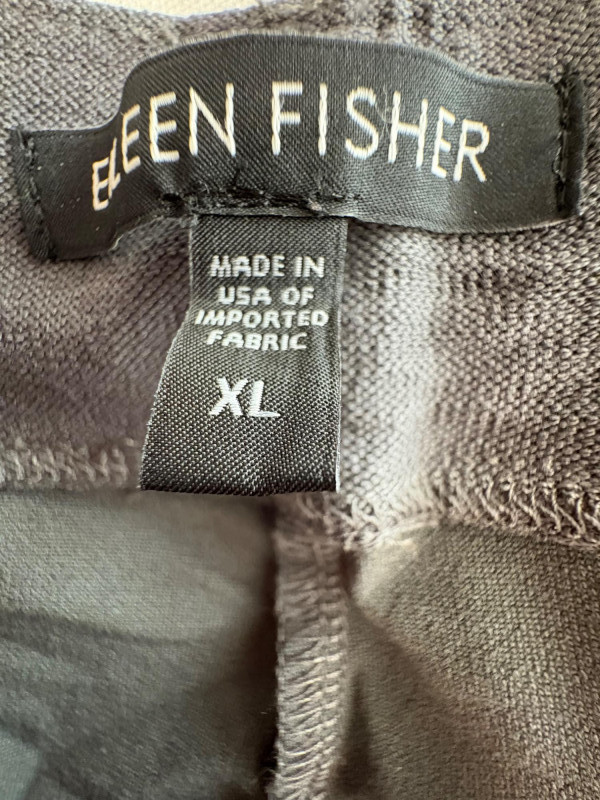 EILEEN FISHER
MADE IN
USA OF
IMPORTED
FABRIC
XL